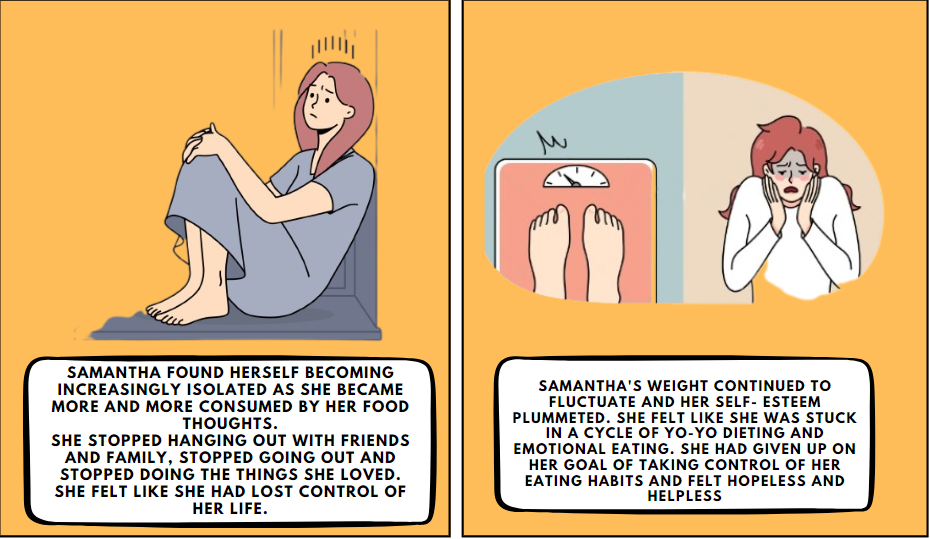 SAMANTHA FOUND HERSELF BECOMING
INCREASINGLY ISOLATED AS SHE BECAME
MORE AND MORE CONSUMED BY HER FOOD
THOUGHTS.
SHE STOPPED HANGING OUT WITH FRIENDS
AND FAMILY, STOPPED GOING OUT AND
STOPPED DOING THE THINGS SHE LOVED.
SHE FELT LIKE SHE HAD LOST CONTROL OF
HER LIFE.
SAMANTHA'S WEIGHT CONTINUED TO
FLUCTUATE AND HER SELF- ESTEEM
PLUMMETED. SHE FELT LIKE SHE WAS STUCK
IN A CYCLE OF YO-YO DIETING AND
EMOTIONAL EATING. SHE HAD GIVEN UP ON
HER GOAL OF TAKING CONTROL OF HER
EATING HABITS AND FELT HOPELESS AND
HELPLESS